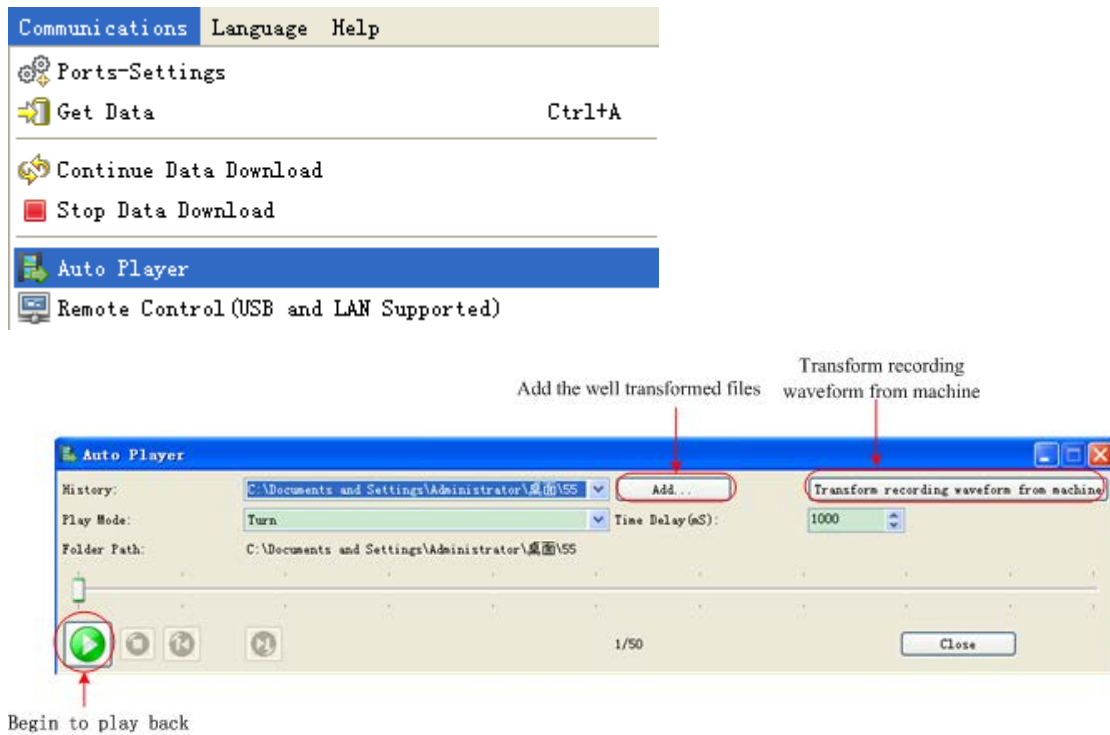 Communications Language Help
Ports-Settings
Get Data Ctrl+A
Continue Data Download
Stop Data Download
Auto Player
Remote Control(USB and LAN Supported)
Transform recording
waveform from machine
Add the well transformed files
Auto Player
History: C:\Documents and Settings\Administrator\桌面\55 Add... Transform recording waveform from machine
Play Mode: Turn Time Delay(mS): 1000
Folder Path: C:\Documents and Settings\Administrator\桌面\55
1/50 Close
Begin to play back